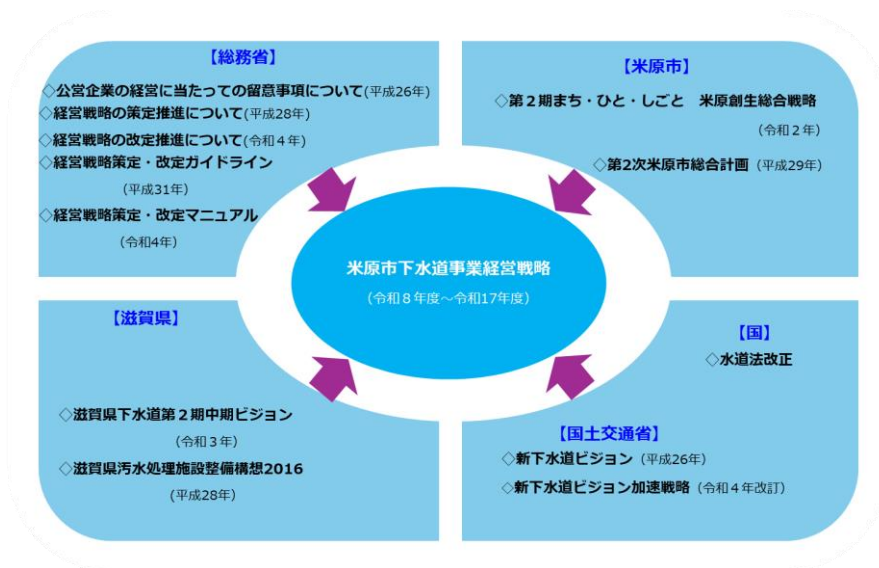 【総務省】
◇公営企業の経営に当たっての留意事項について(平成26年)
◇経営戦略の策定推進について(平成28年)
◇経営戦略の改定推進について(令和４年)
◇経営戦略策定・改定ガイドライン
(平成31年)
◇経営戦略策定・改定マニュアル
(令和4年)
【米原市】
◇第２期まち・ひと・しごと　米原創生総合戦略
(令和２年)
◇第2次米原市総合計画 (平成29年)
米原市下水道事業経営戦略
(令和８年度～令和17年度)
【滋賀県】
◇滋賀県下水道第２期中期ビジョン
(令和３年)
◇滋賀県汚水処理施設整備構想2016
(平成28年)
【国】
◇水道法改正
【国土交通省】
◇新下水道ビジョン (平成26年)
◇新下水道ビジョン加速戦略 (令和４年改訂)